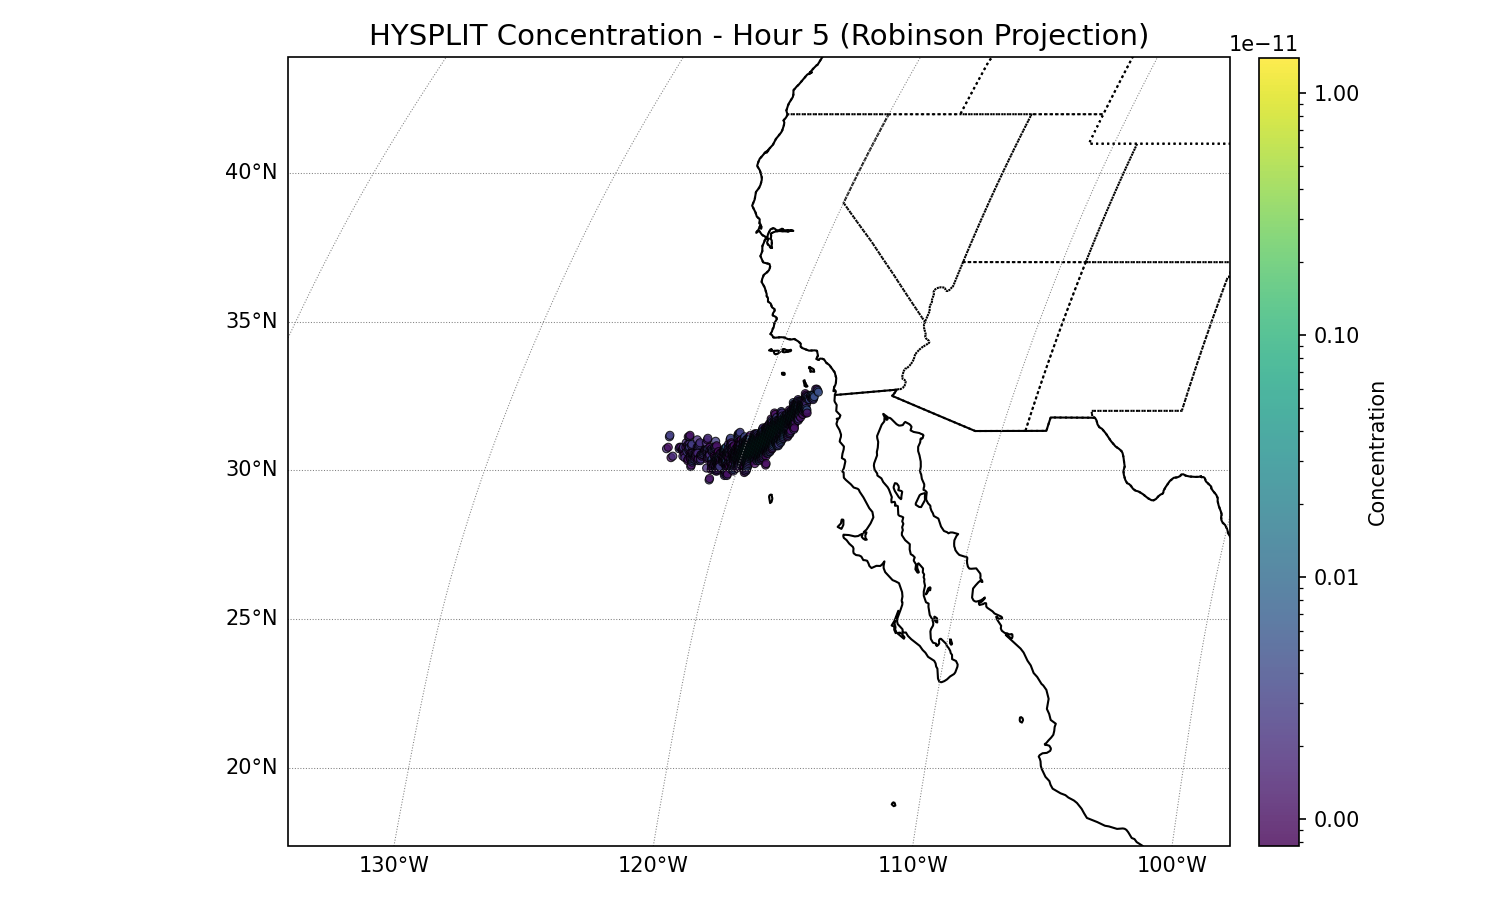 HYSPLIT Concentration - Hour 5 (Robinson Projection)
1e−11
40°N
35°N
30°N
25°N
20°N
130°W
120°W
110°W
100°W
1.00
0.10
0.01
0.00
Concentration